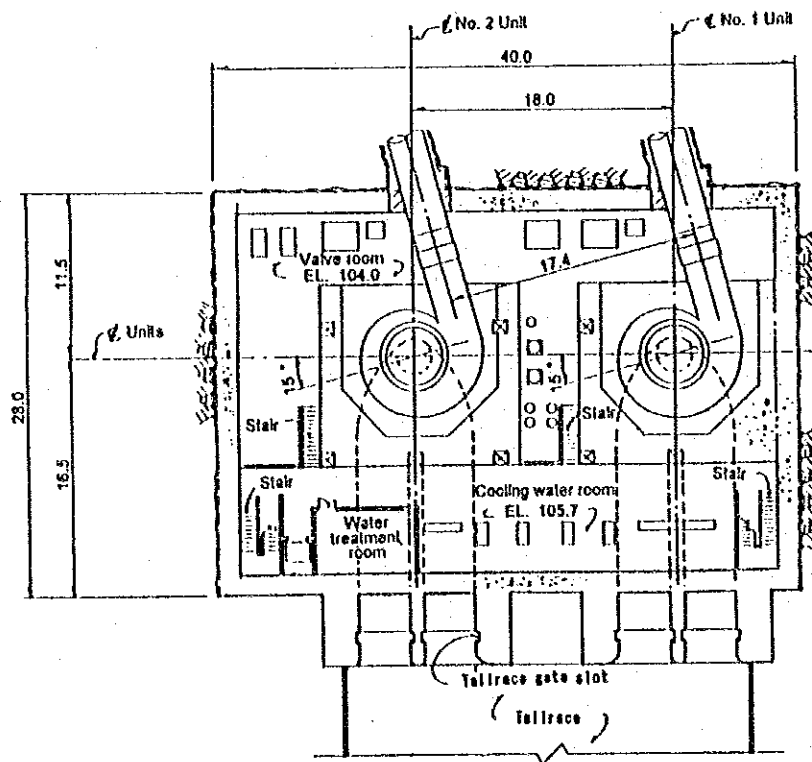 ℄ No. 2 Unit
℄ No. 1 Unit
40.0
18.0
Valve room
EL. 104.0
17.4
11.5
℄ Units
15°
15°
28.0
Stair
Stair
16.5
Stair
Stair
Cooling water room
EL. 105.7
Water
treatment
room
Tailrace gate slot
Tailrace